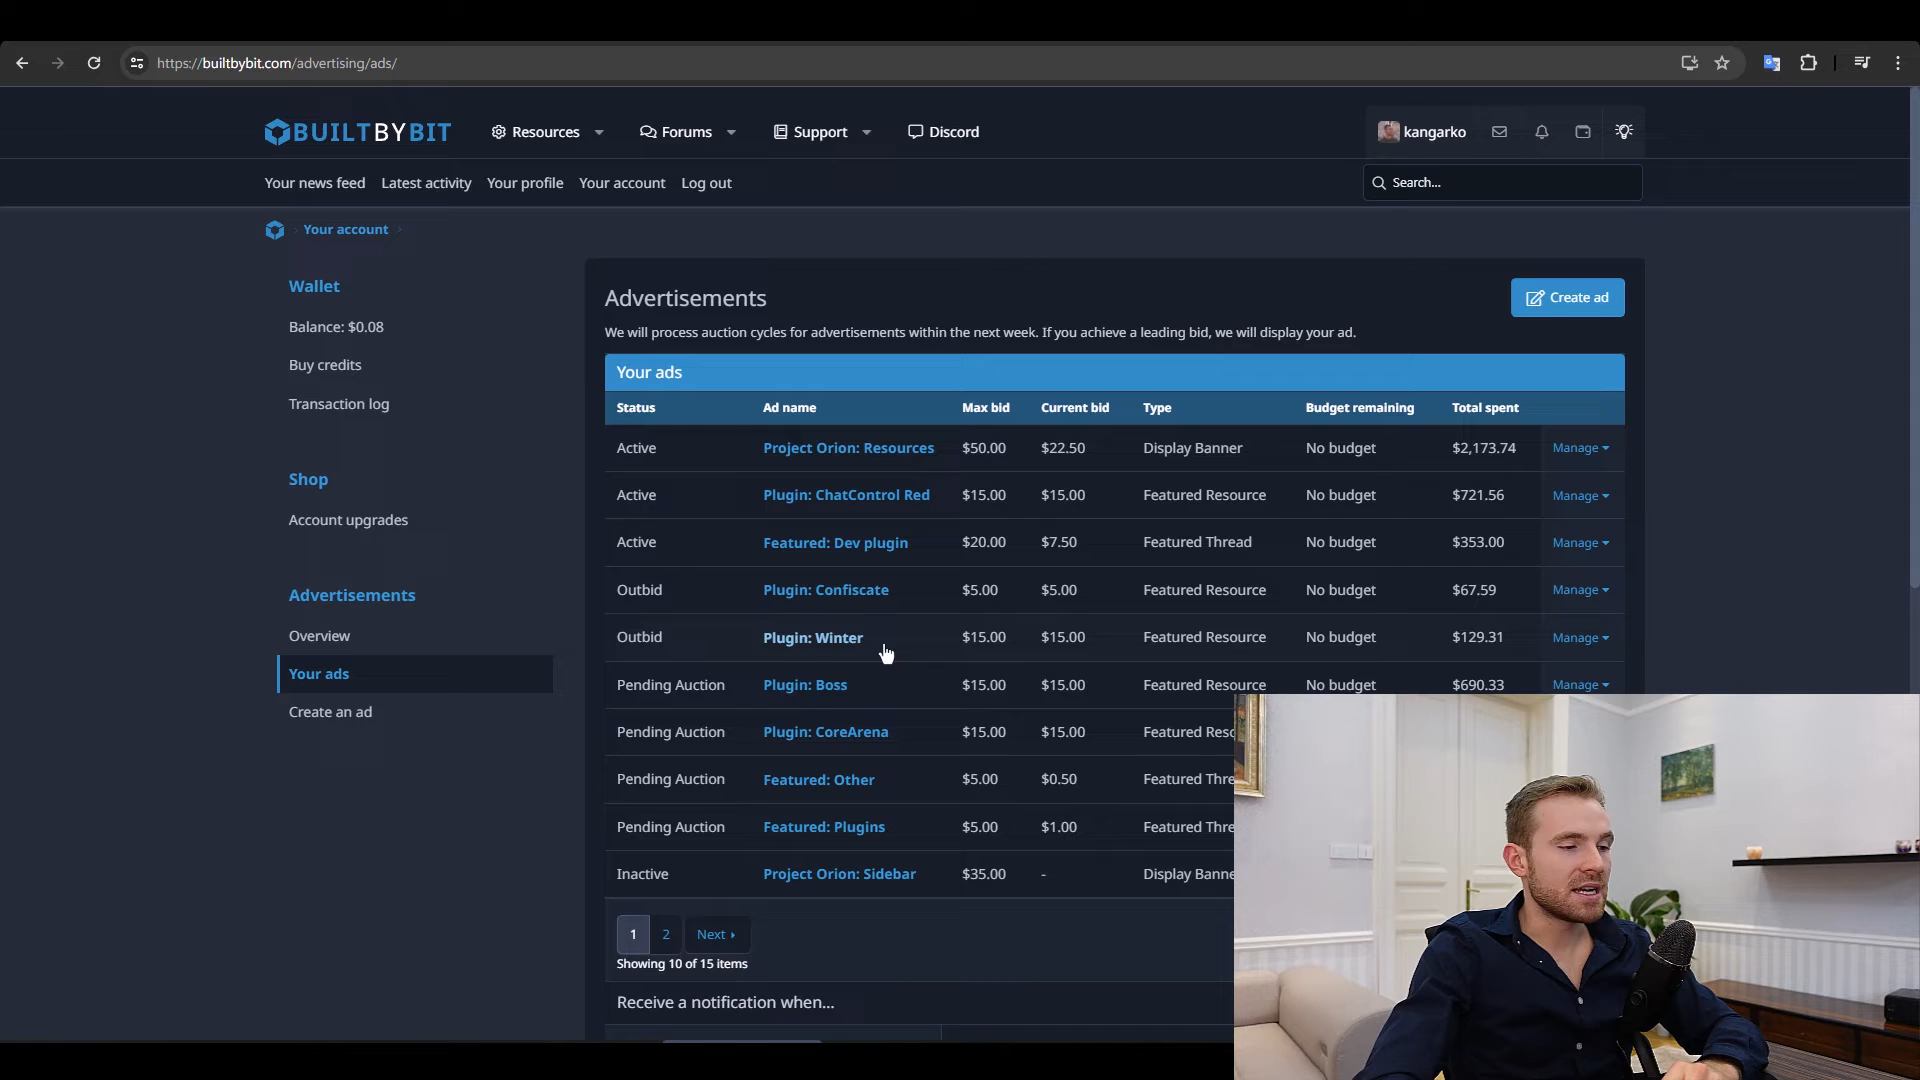 https://builtbybit.com/advertising/ads/
BUILTBYBIT
Resources
Forums
Support
Discord
kangarko
Your news feed
Latest activity
Your profile
Your account
Log out
Search...
Your account
Wallet
Balance: $0.08
Buy credits
Transaction log
Shop
Account upgrades
Advertisements
Overview
Your ads
Create an ad
Advertisements
Create ad
We will process auction cycles for advertisements within the next week. If you achieve a leading bid, we will display your ad.
Your ads
Status Ad name Max bid Current bid Type Budget remaining Total spent
Active Project Orion: Resources $50.00 $22.50 Display Banner No budget $2,173.74 Manage
Active Plugin: ChatControl Red $15.00 $15.00 Featured Resource No budget $721.56 Manage
Active Featured: Dev plugin $20.00 $7.50 Featured Thread No budget $353.00 Manage
Outbid Plugin: Confiscate $5.00 $5.00 Featured Resource No budget $67.59 Manage
Outbid Plugin: Winter $15.00 $15.00 Featured Resource No budget $129.31 Manage
Pending Auction Plugin: Boss $15.00 $15.00 Featured Resource No budget $690.33 Manage
Pending Auction Plugin: CoreArena $15.00 $15.00 Featured Reso
Pending Auction Featured: Other $5.00 $0.50 Featured Thre
Pending Auction Featured: Plugins $5.00 $1.00 Featured Thre
Inactive Project Orion: Sidebar $35.00 - Display Banne
1 2 Next
Showing 10 of 15 items
Receive a notification when...